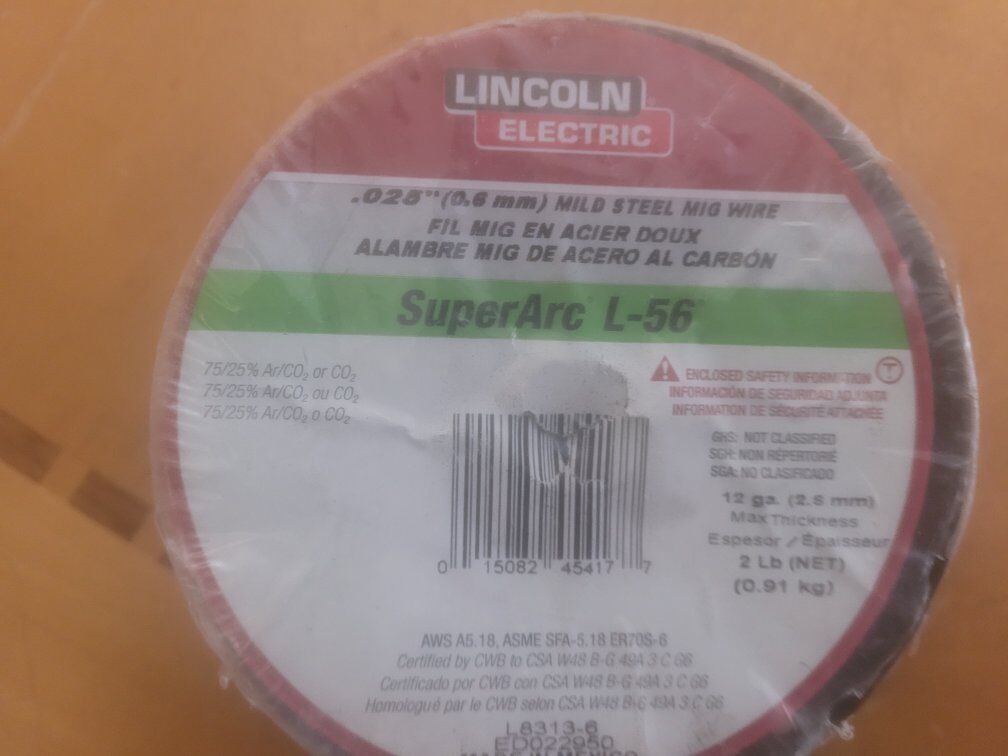 LINCOLN
ELECTRIC
.025" (0.6 mm) MILD STEEL MIG WIRE
FIL MIG EN ACIER DOUX
ALAMBRE MIG DE ACERO AL CARBÓN
SuperArc® L-56®
75/25% Ar/CO₂ or CO₂
75/25% Ar/CO₂ ou CO₂
75/25% Ar/CO₂ o CO₂
ENCLOSED SAFETY INFORMATION T
INFORMACIÓN DE SEGURIDAD ADJUNTA
INFORMATION DE SÉCURITÉ ATTACHÉE
GHS: NOT CLASSIFIED
SGH: NON RÉPERTORIÉ
SGA: NO CLASIFICADO
12 ga. (2.8 mm)
Max Thickness
Espesor / Épaisseur
2 Lb (NET)
(0.91 kg)
0 15082 45417 7
AWS A5.18, ASME SFA-5.18 ER70S-6
Certified by CWB to CSA W48 B-G 49A 3 C G6
Certificado por CWB con CSA W48 B-G 49A 3 C G6
Homologué par le CWB selon CSA W48 B-G 49A 3 C G6
L8313-6
ED022950
MADE IN MEXICO